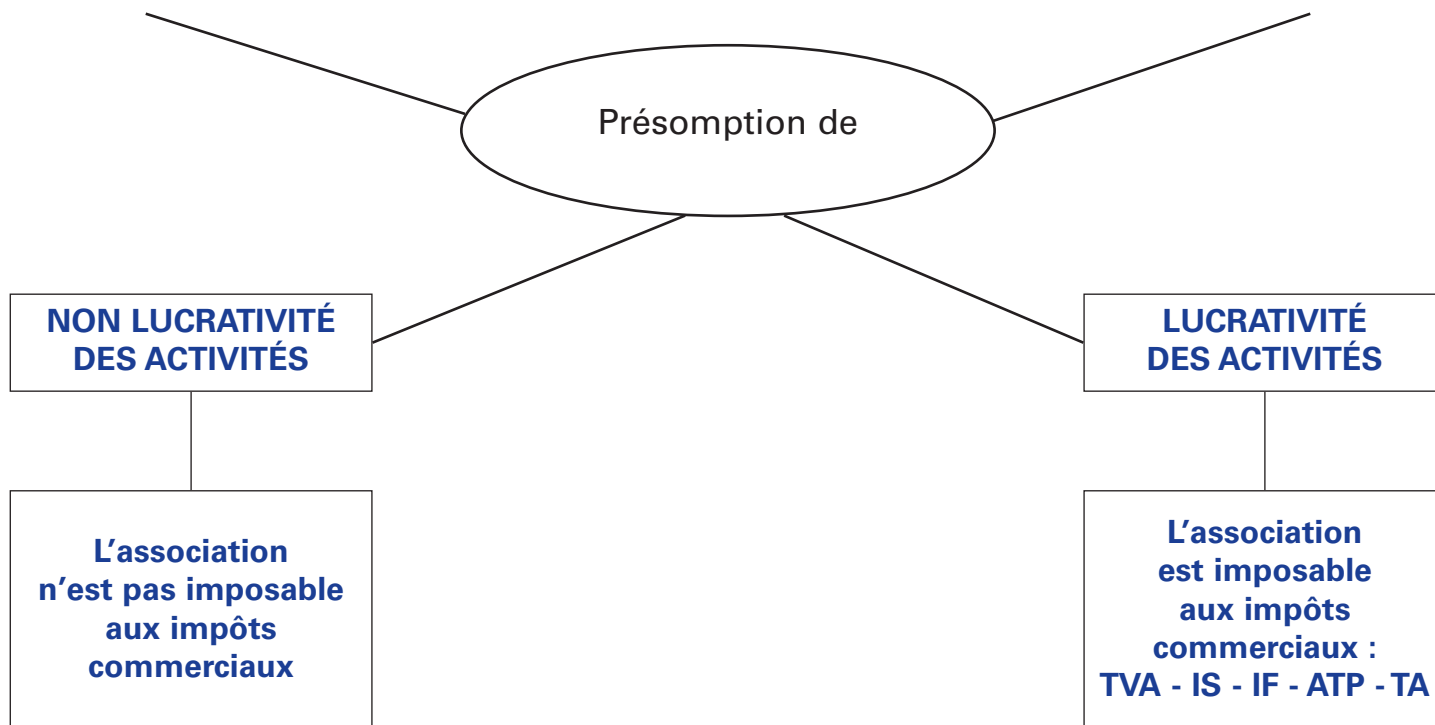 Présomption de
NON LUCRATIVITÉ
DES ACTIVITÉS
LUCRATIVITÉ
DES ACTIVITÉS
L'association
n'est pas imposable
aux impôts
commerciaux
L'association
est imposable
aux impôts
commerciaux :
TVA - IS - IF - ATP - TA